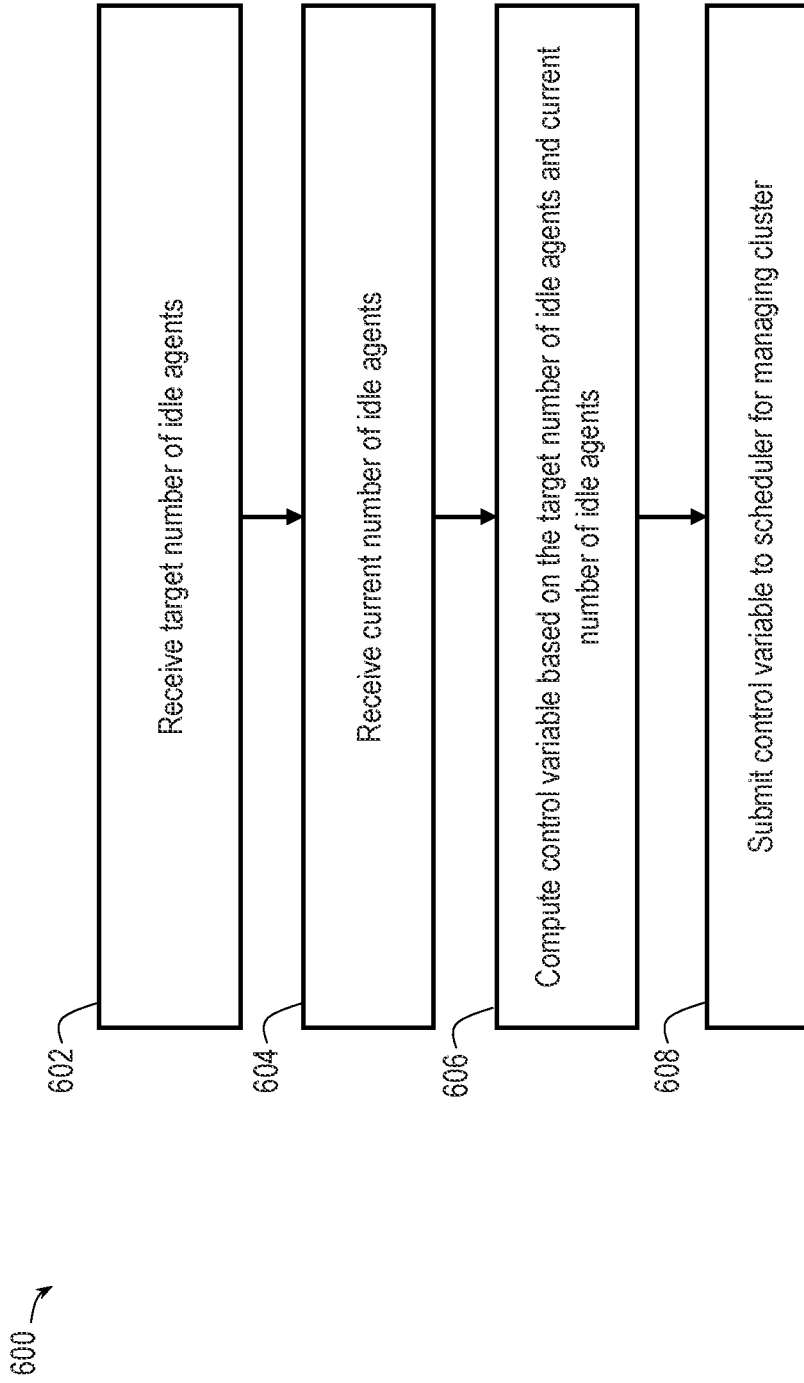 600
602
Receive target number of idle agents
604
Receive current number of idle agents
606
Compute control variable based on the target number of idle agents and current
number of idle agents
608
Submit control variable to scheduler for managing cluster